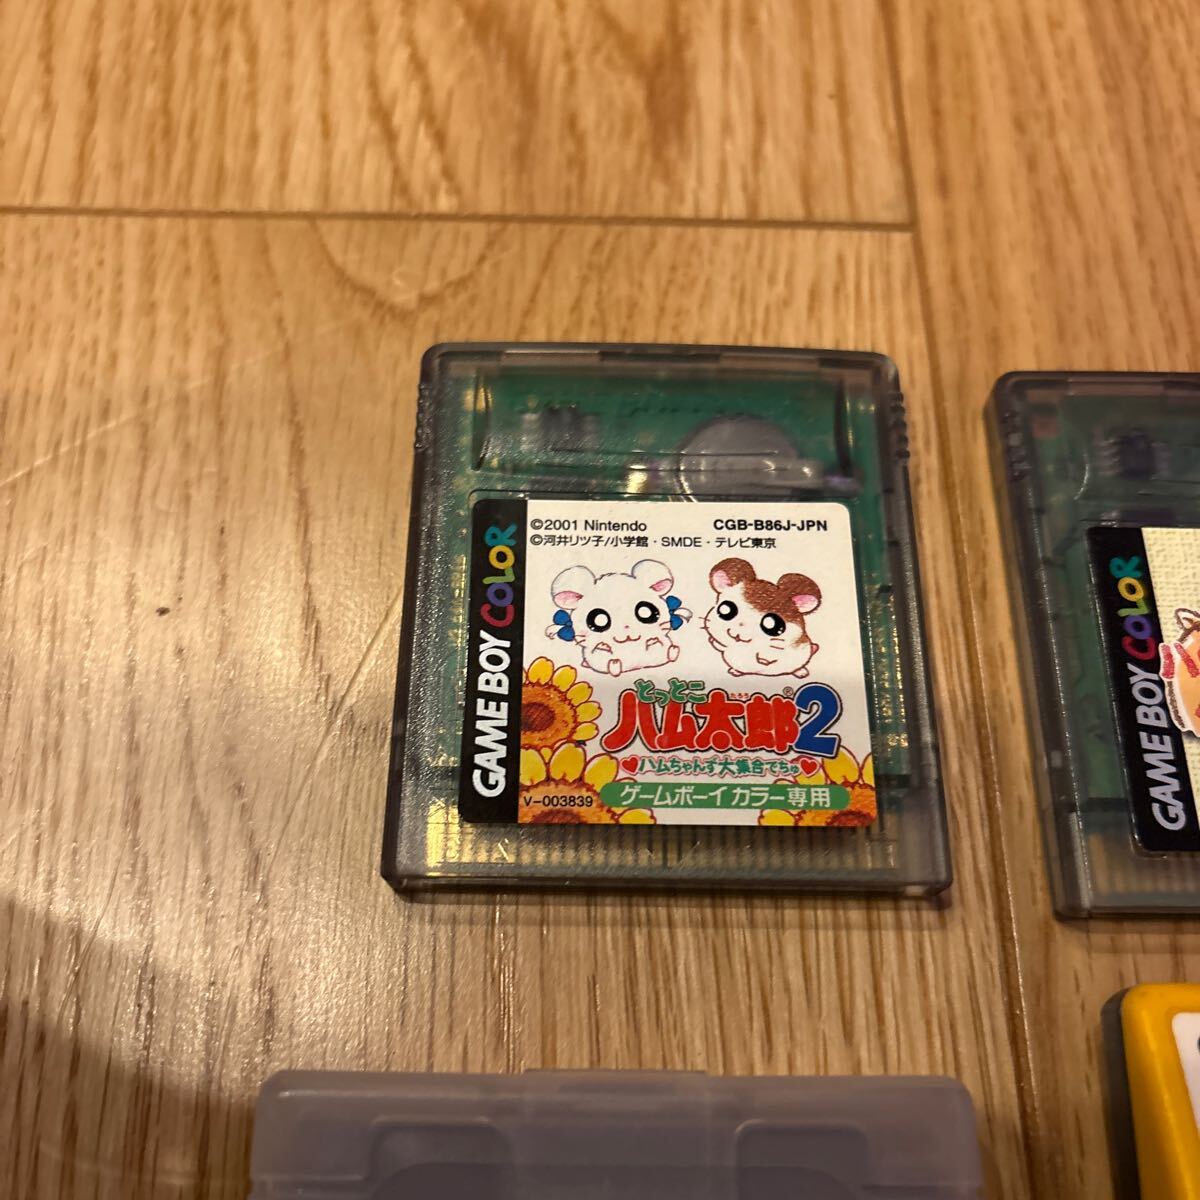 ©2001 Nintendo CGB-B86J-JPN
©河井リツ子/小学館・SMDE・テレビ東京
GAME BOY COLOR
とっとこ
ハム太郎®2
たろう
♥ハムちゃんず大集合でちゅ♥
V-003839 ゲームボーイカラー専用
GAME BOY COLOR